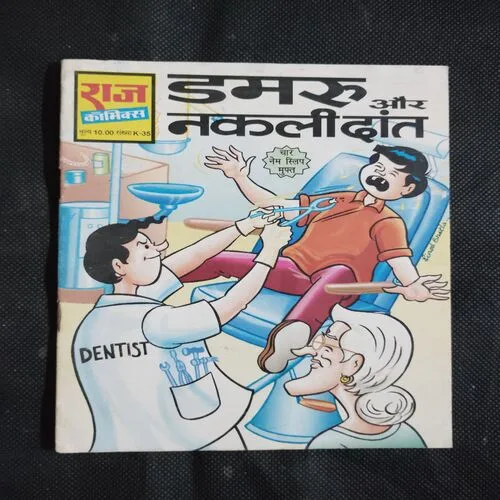 राज
कॉमिक्स
मूल्य 10.00 संख्या K-35
डमरू
और
नकलीदांत
चार
नेम स्लिप
मुफ्त
DENTIST